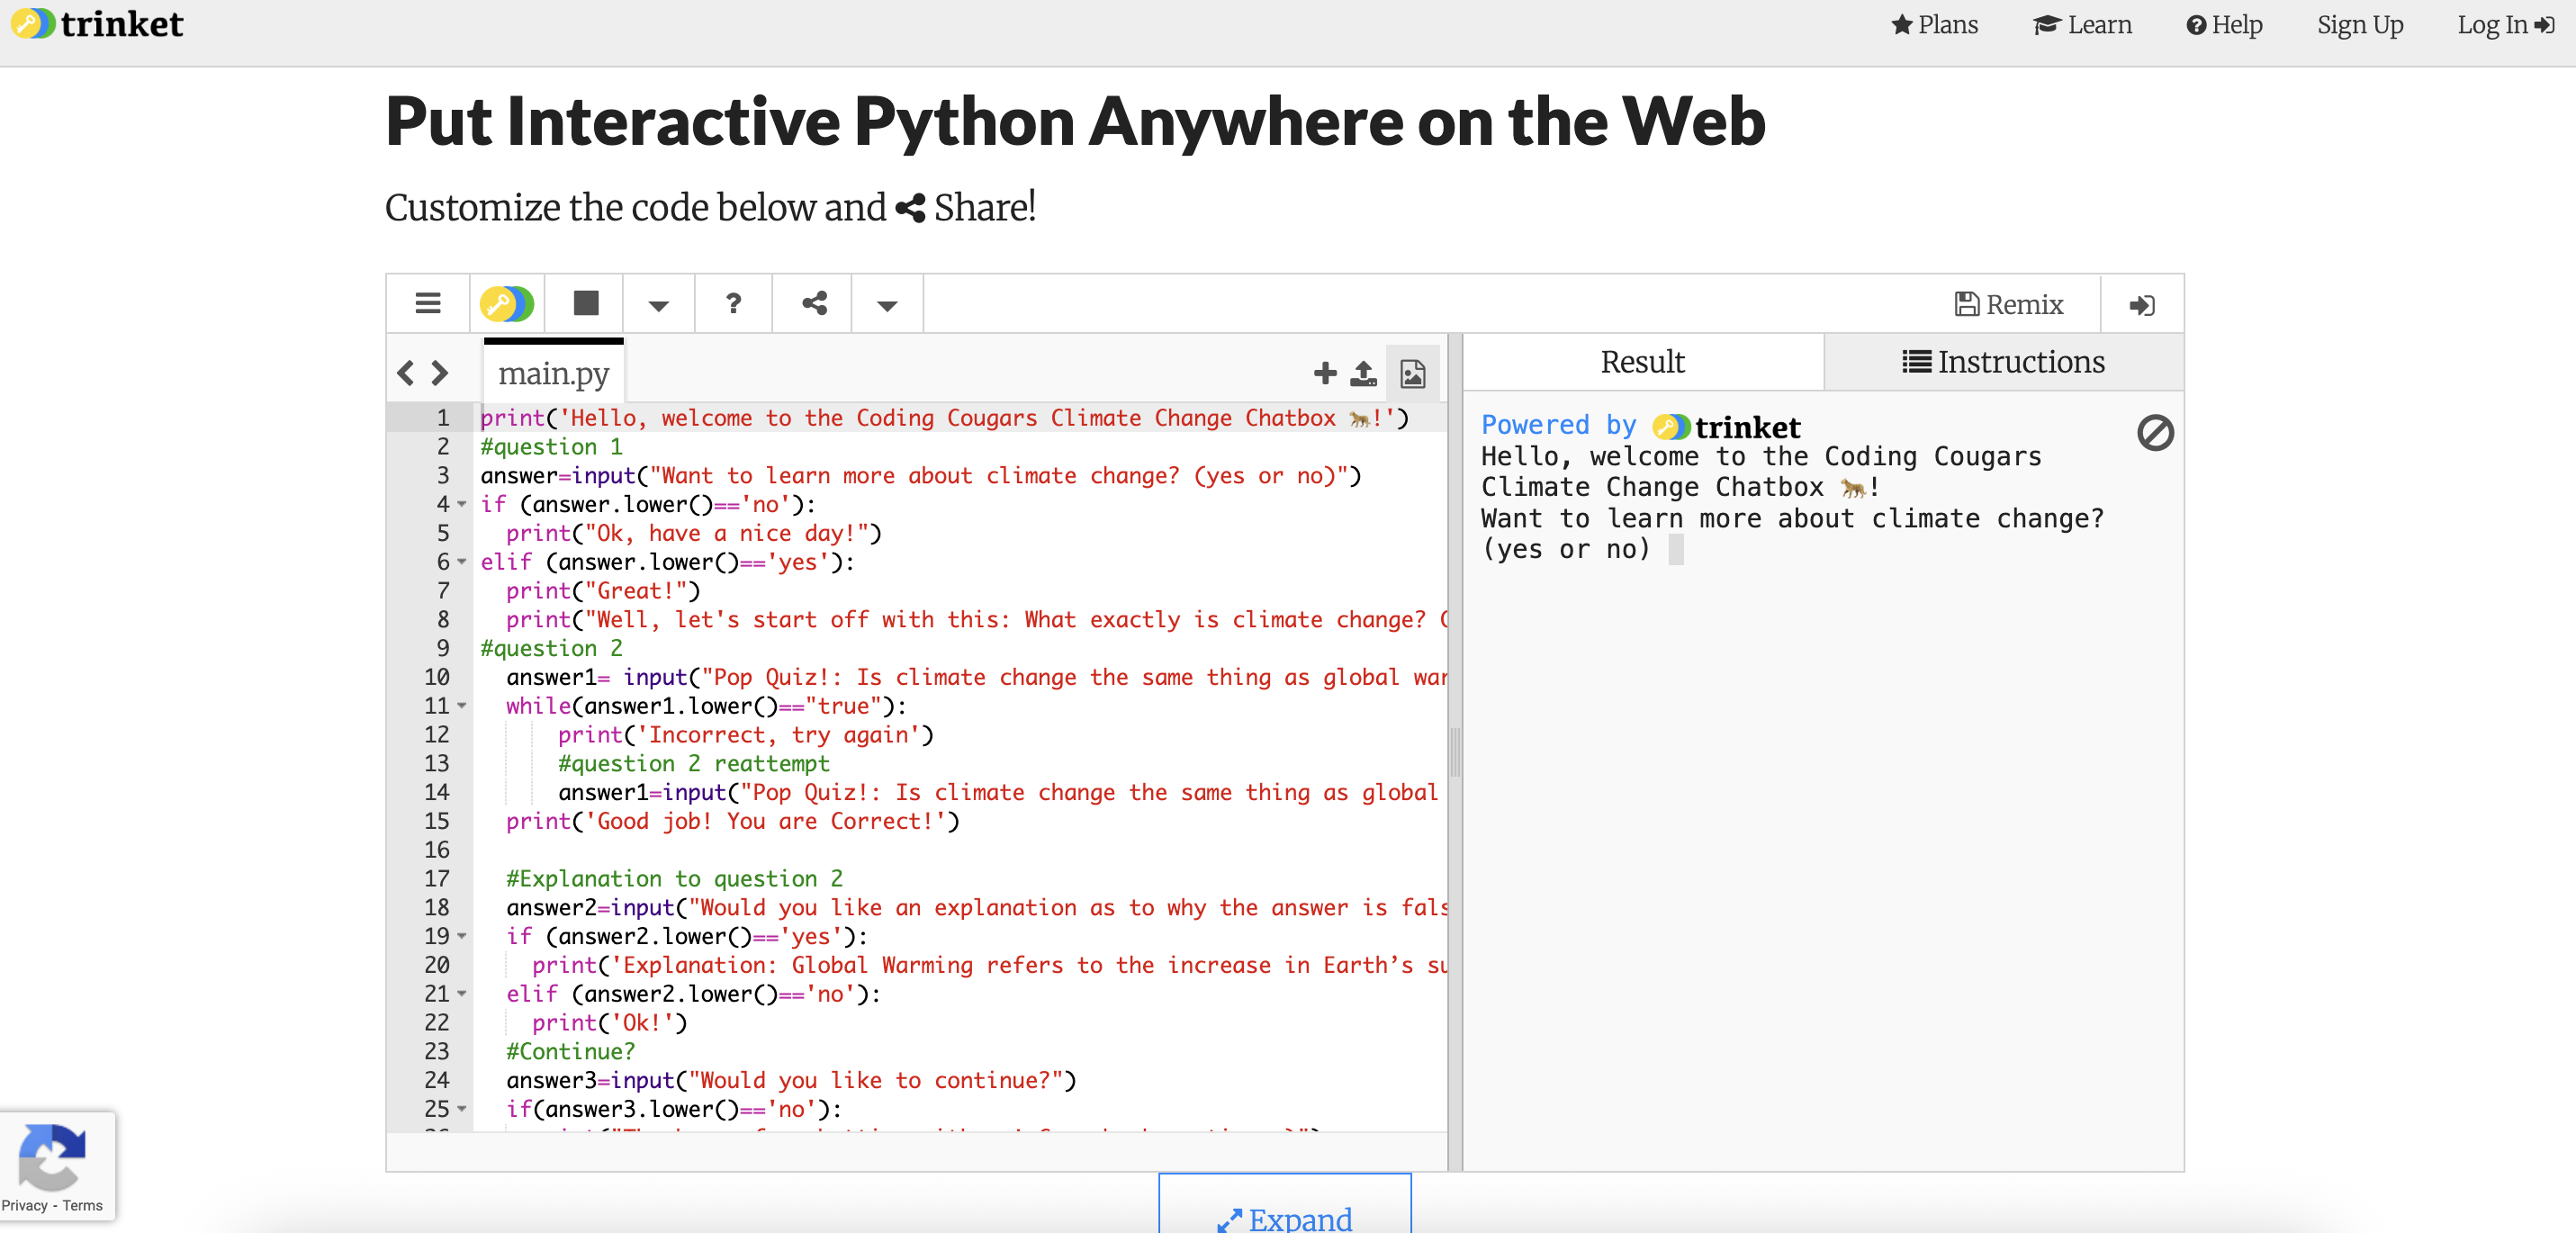 trinket
Plans Learn Help Sign Up Log In
Put Interactive Python Anywhere on the Web
Customize the code below and Share!
? Remix
main.py
1 print('Hello, welcome to the Coding Cougars Climate Change Chatbox 🐆!')
2 #question 1
3 answer=input("Want to learn more about climate change? (yes or no)")
4 if (answer.lower()=='no'):
5 print("Ok, have a nice day!")
6 elif (answer.lower()=='yes'):
7 print("Great!")
8 print("Well, let's start off with this: What exactly is climate change?
9 #question 2
10 answer1= input("Pop Quiz!: Is climate change the same thing as global war
11 while(answer1.lower()=="true"):
12 print('Incorrect, try again')
13 #question 2 reattempt
14 answer1=input("Pop Quiz!: Is climate change the same thing as global
15 print('Good job! You are Correct!')
16
17 #Explanation to question 2
18 answer2=input("Would you like an explanation as to why the answer is fals
19 if (answer2.lower()=='yes'):
20 print('Explanation: Global Warming refers to the increase in Earth’s su
21 elif (answer2.lower()=='no'):
22 print('Ok!')
23 #Continue?
24 answer3=input("Would you like to continue?")
25 if(answer3.lower()=='no'):
Result Instructions
Powered by trinket
Hello, welcome to the Coding Cougars
Climate Change Chatbox 🐆!
Want to learn more about climate change?
(yes or no)
Expand
Privacy - Terms